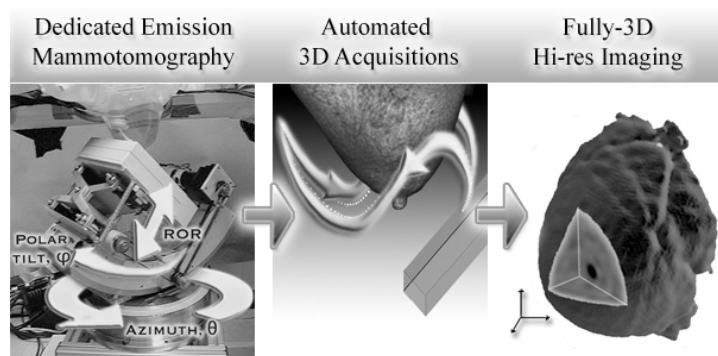 Dedicated Emission
Mammotomography
Automated
3D Acquisitions
Fully-3D
Hi-res Imaging
ROR
POLAR
TILT, φ
AZIMUTH, θ